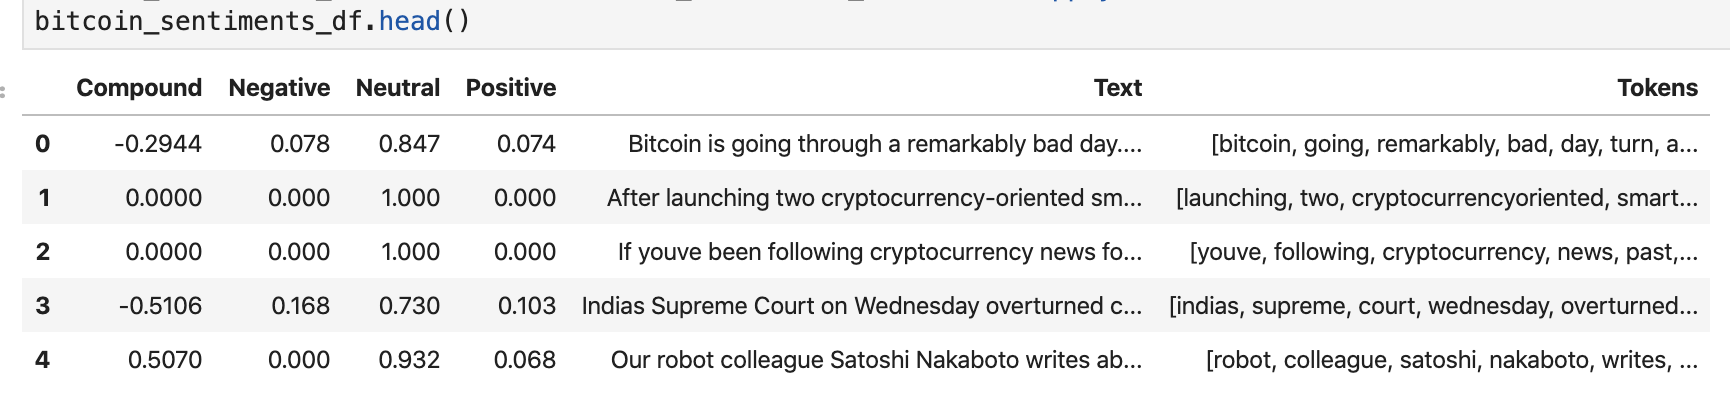 bitcoin_sentiments_df.head()
Compound Negative Neutral Positive Text Tokens
0 -0.2944 0.078 0.847 0.074 Bitcoin is going through a remarkably bad day.... [bitcoin, going, remarkably, bad, day, turn, a...
1 0.0000 0.000 1.000 0.000 After launching two cryptocurrency-oriented sm... [launching, two, cryptocurrencyoriented, smart...
2 0.0000 0.000 1.000 0.000 If youve been following cryptocurrency news fo... [youve, following, cryptocurrency, news, past,...
3 -0.5106 0.168 0.730 0.103 Indias Supreme Court on Wednesday overturned c... [indias, supreme, court, wednesday, overturned...
4 0.5070 0.000 0.932 0.068 Our robot colleague Satoshi Nakaboto writes ab... [robot, colleague, satoshi, nakaboto, writes, ...